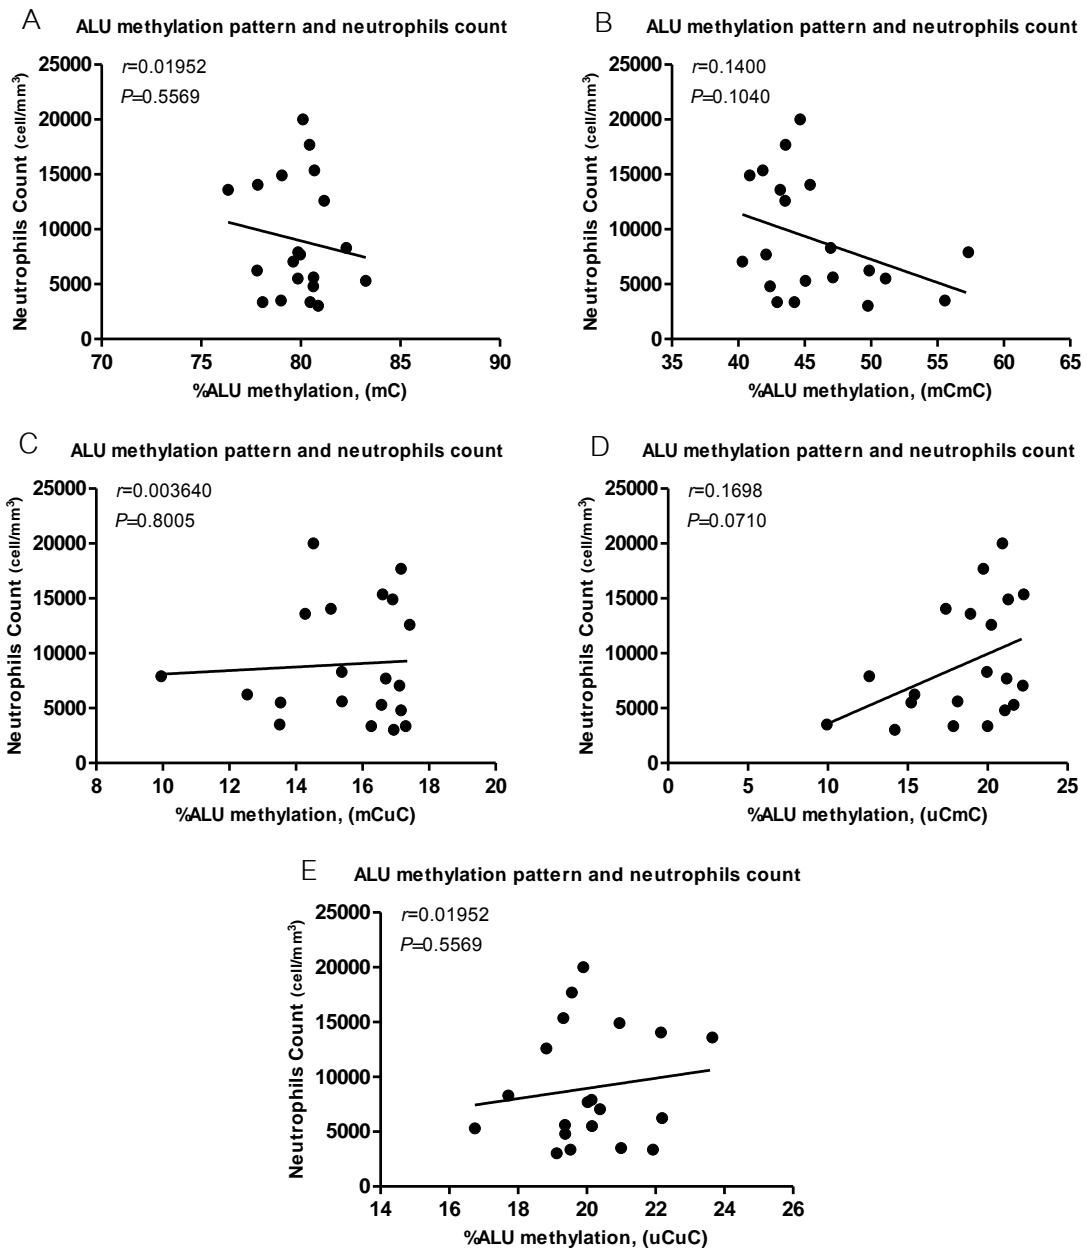 A ALU methylation pattern and neutrophils count
r=0.01952
P=0.5569
Neutrophils Count (cell/mm³)
25000
20000
15000
10000
5000
0
70 75 80 85 90
%ALU methylation, (mC)
B ALU methylation pattern and neutrophils count
r=0.1400
P=0.1040
Neutrophils Count (cell/mm³)
25000
20000
15000
10000
5000
0
35 40 45 50 55 60 65
%ALU methylation, (mCmC)
C ALU methylation pattern and neutrophils count
r=0.003640
P=0.8005
Neutrophils Count (cell/mm³)
25000
20000
15000
10000
5000
0
8 10 12 14 16 18 20
%ALU methylation, (mCuC)
D ALU methylation pattern and neutrophils count
r=0.1698
P=0.0710
Neutrophils Count (cell/mm³)
25000
20000
15000
10000
5000
0
0 5 10 15 20 25
%ALU methylation, (uCmC)
E ALU methylation pattern and neutrophils count
r=0.01952
P=0.5569
Neutrophils Count (cell/mm³)
25000
20000
15000
10000
5000
0
14 16 18 20 22 24 26
%ALU methylation, (uCuC)